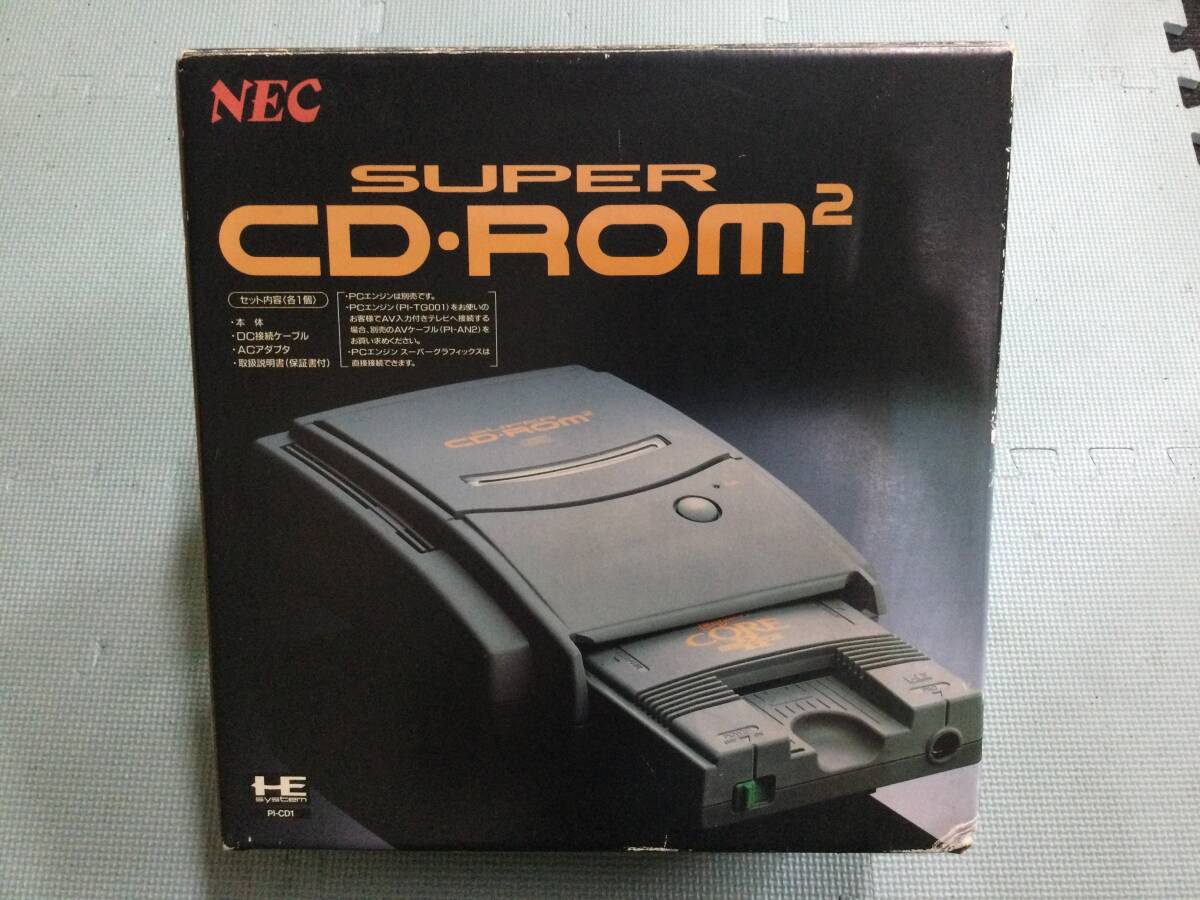 NEC
SUPER
CD・ROM²
セット内容〈各1個〉
・本体
・DC接続ケーブル
・ACアダプタ
・取扱説明書(保証書付)
・PCエンジンは別売です。
・PCエンジン(PI-TG001)をお使いの
お客様でAV入力付きテレビへ接続する
場合、別売のAVケーブル(PI-AN2)を
お買い求めください。
・PCエンジン スーパーグラフィックスは
直接接続できます。
SUPER
CD・ROM²
CORE
HE
system
PI-CD1